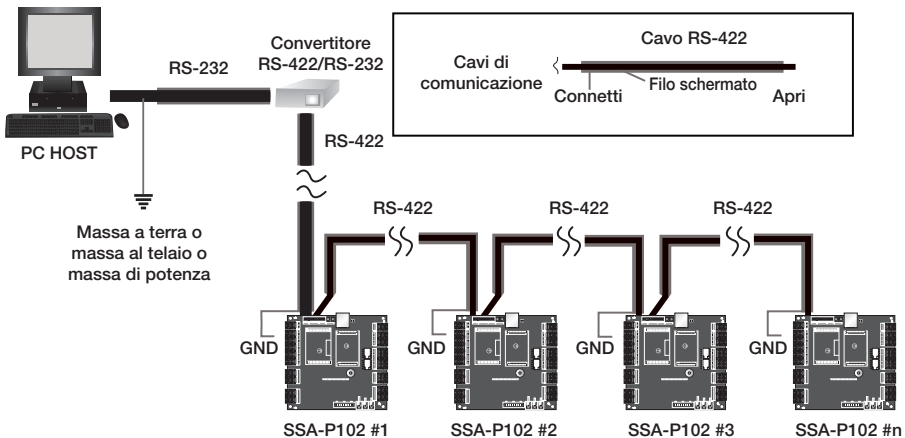 PC HOST
RS-232
Convertitore
RS-422/RS-232
Cavi di
comunicazione
Cavo RS-422
Connetti
Filo schermato
Apri
RS-422
Massa a terra o
massa al telaio o
massa di potenza
RS-422
RS-422
RS-422
GND
GND
GND
GND
SSA-P102 #1
SSA-P102 #2
SSA-P102 #3
SSA-P102 #n